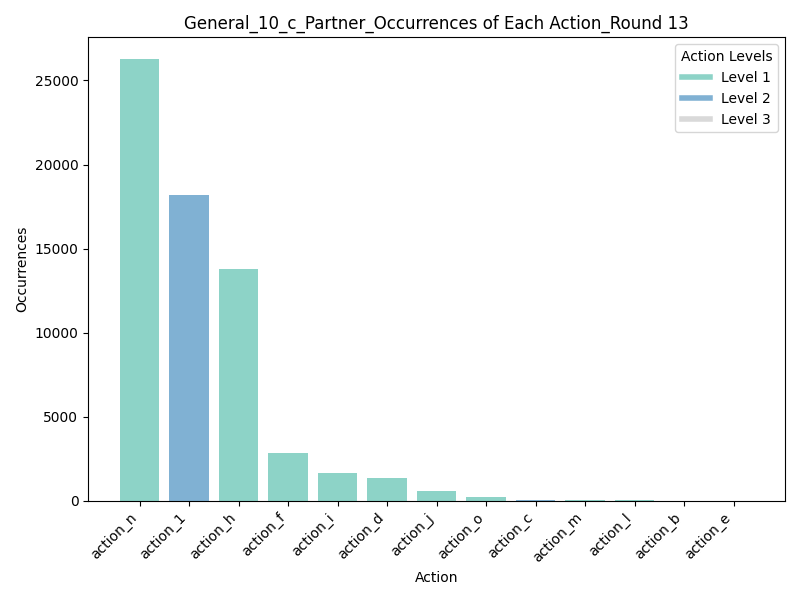 General_10_c_Partner_Occurrences of Each Action_Round 13
Action Levels
Level 1
Level 2
Level 3
Occurrences
25000
20000
15000
10000
5000
0
action_n
action_1
action_h
action_f
action_i
action_d
action_j
action_o
action_c
action_m
action_l
action_b
action_e
Action